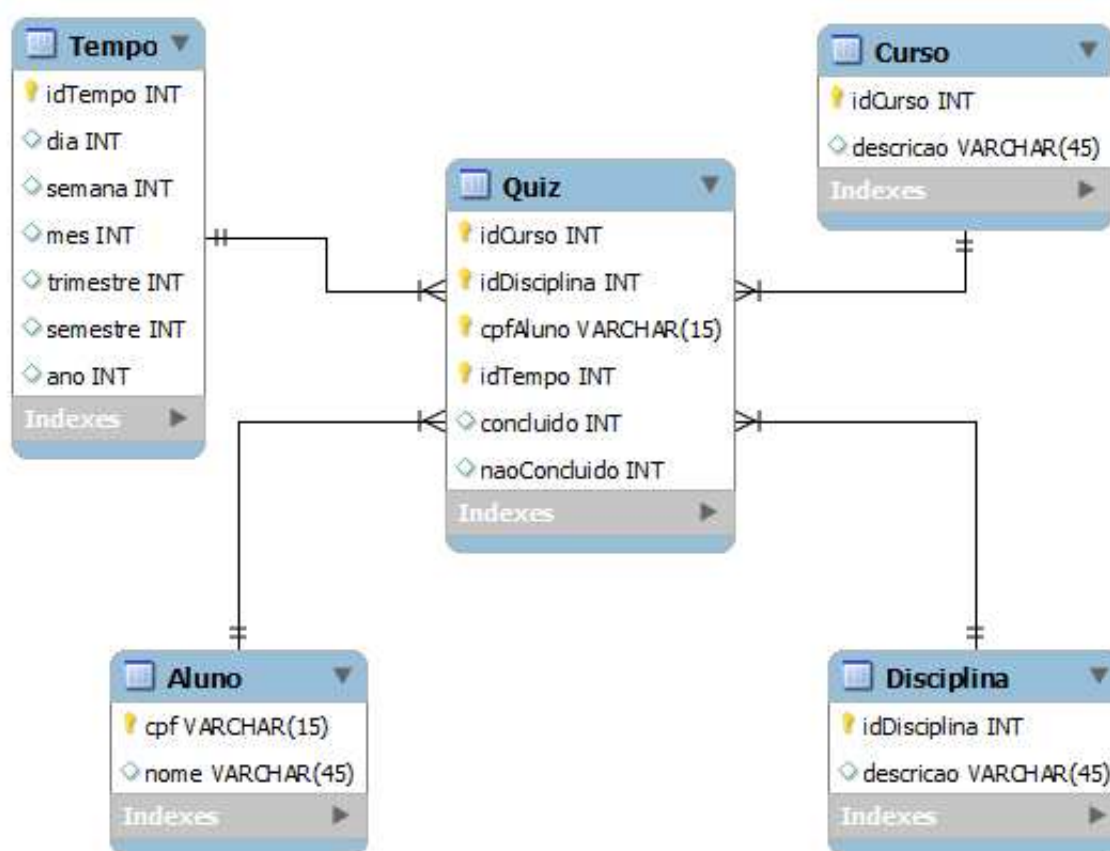 Tempo
idTempo INT
dia INT
semana INT
mes INT
trimestre INT
semestre INT
ano INT
Indexes
Curso
idCurso INT
descricao VARCHAR(45)
Indexes
Quiz
idCurso INT
idDisciplina INT
cpfAluno VARCHAR(15)
idTempo INT
concluido INT
naoConcluido INT
Indexes
Aluno
cpf VARCHAR(15)
nome VARCHAR(45)
Indexes
Disciplina
idDisciplina INT
descricao VARCHAR(45)
Indexes